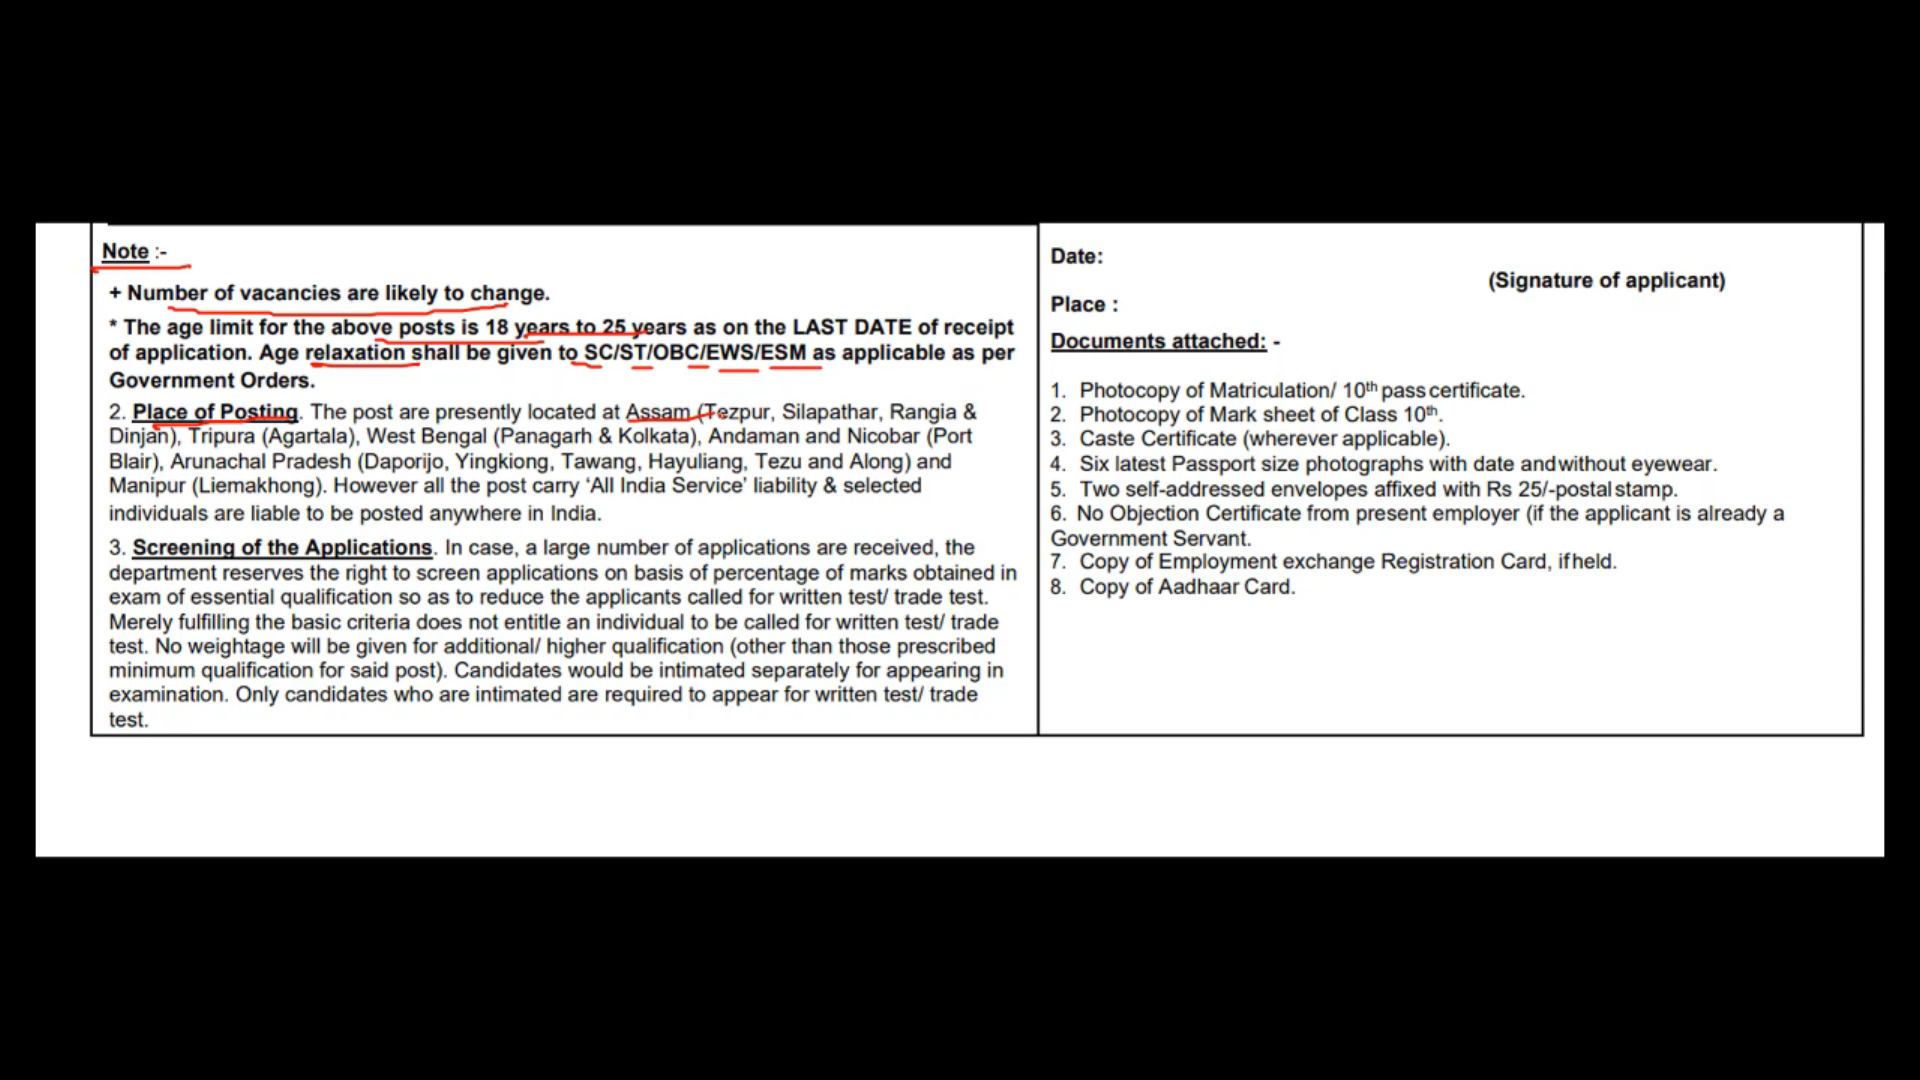 Note :-
+ Number of vacancies are likely to change.
* The age limit for the above posts is 18 years to 25 years as on the LAST DATE of receipt
of application. Age relaxation shall be given to SC/ST/OBC/EWS/ESM as applicable as per
Government Orders.
2. Place of Posting. The post are presently located at Assam (Tezpur, Silapathar, Rangia &
Dinjan), Tripura (Agartala), West Bengal (Panagarh & Kolkata), Andaman and Nicobar (Port
Blair), Arunachal Pradesh (Daporijo, Yingkiong, Tawang, Hayuliang, Tezu and Along) and
Manipur (Liemakhong). However all the post carry ‘All India Service’ liability & selected
individuals are liable to be posted anywhere in India.
3. Screening of the Applications. In case, a large number of applications are received, the
department reserves the right to screen applications on basis of percentage of marks obtained in
exam of essential qualification so as to reduce the applicants called for written test/ trade test.
Merely fulfilling the basic criteria does not entitle an individual to be called for written test/ trade
test. No weightage will be given for additional/ higher qualification (other than those prescribed
minimum qualification for said post). Candidates would be intimated separately for appearing in
examination. Only candidates who are intimated are required to appear for written test/ trade
test.
Date:
(Signature of applicant)
Place :
Documents attached: -
1. Photocopy of Matriculation/ 10th pass certificate.
2. Photocopy of Mark sheet of Class 10th.
3. Caste Certificate (wherever applicable).
4. Six latest Passport size photographs with date and without eyewear.
5. Two self-addressed envelopes affixed with Rs 25/-postal stamp.
6. No Objection Certificate from present employer (if the applicant is already a
Government Servant.
7. Copy of Employment exchange Registration Card, if held.
8. Copy of Aadhaar Card.